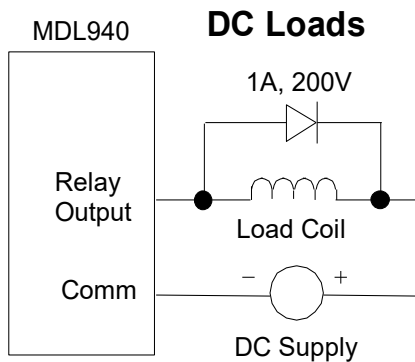 MDL940
DC Loads
1A, 200V
Relay
Output
Load Coil
Comm
− +
DC Supply